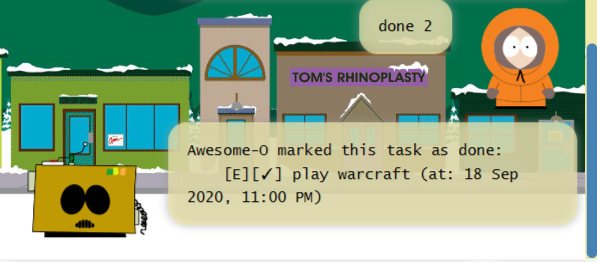 done 2
TOM'S RHINOPLASTY
Awesome-O marked this task as done:
[E][✓] play warcraft (at: 18 Sep
2020, 11:00 PM)